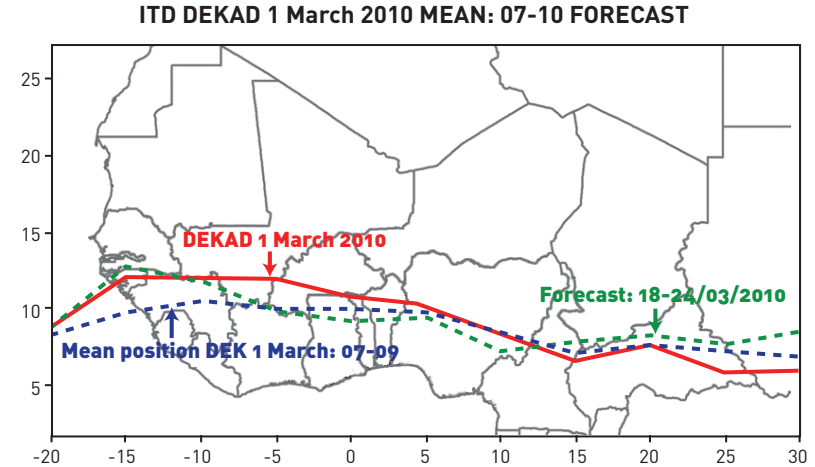 ITD DEKAD 1 March 2010 MEAN: 07-10 FORECAST
25
20
15
10
5
DEKAD 1 March 2010
Forecast: 18-24/03/2010
Mean position DEK 1 March: 07-09
-20 -15 -10 -5 0 5 10 15 20 25 30